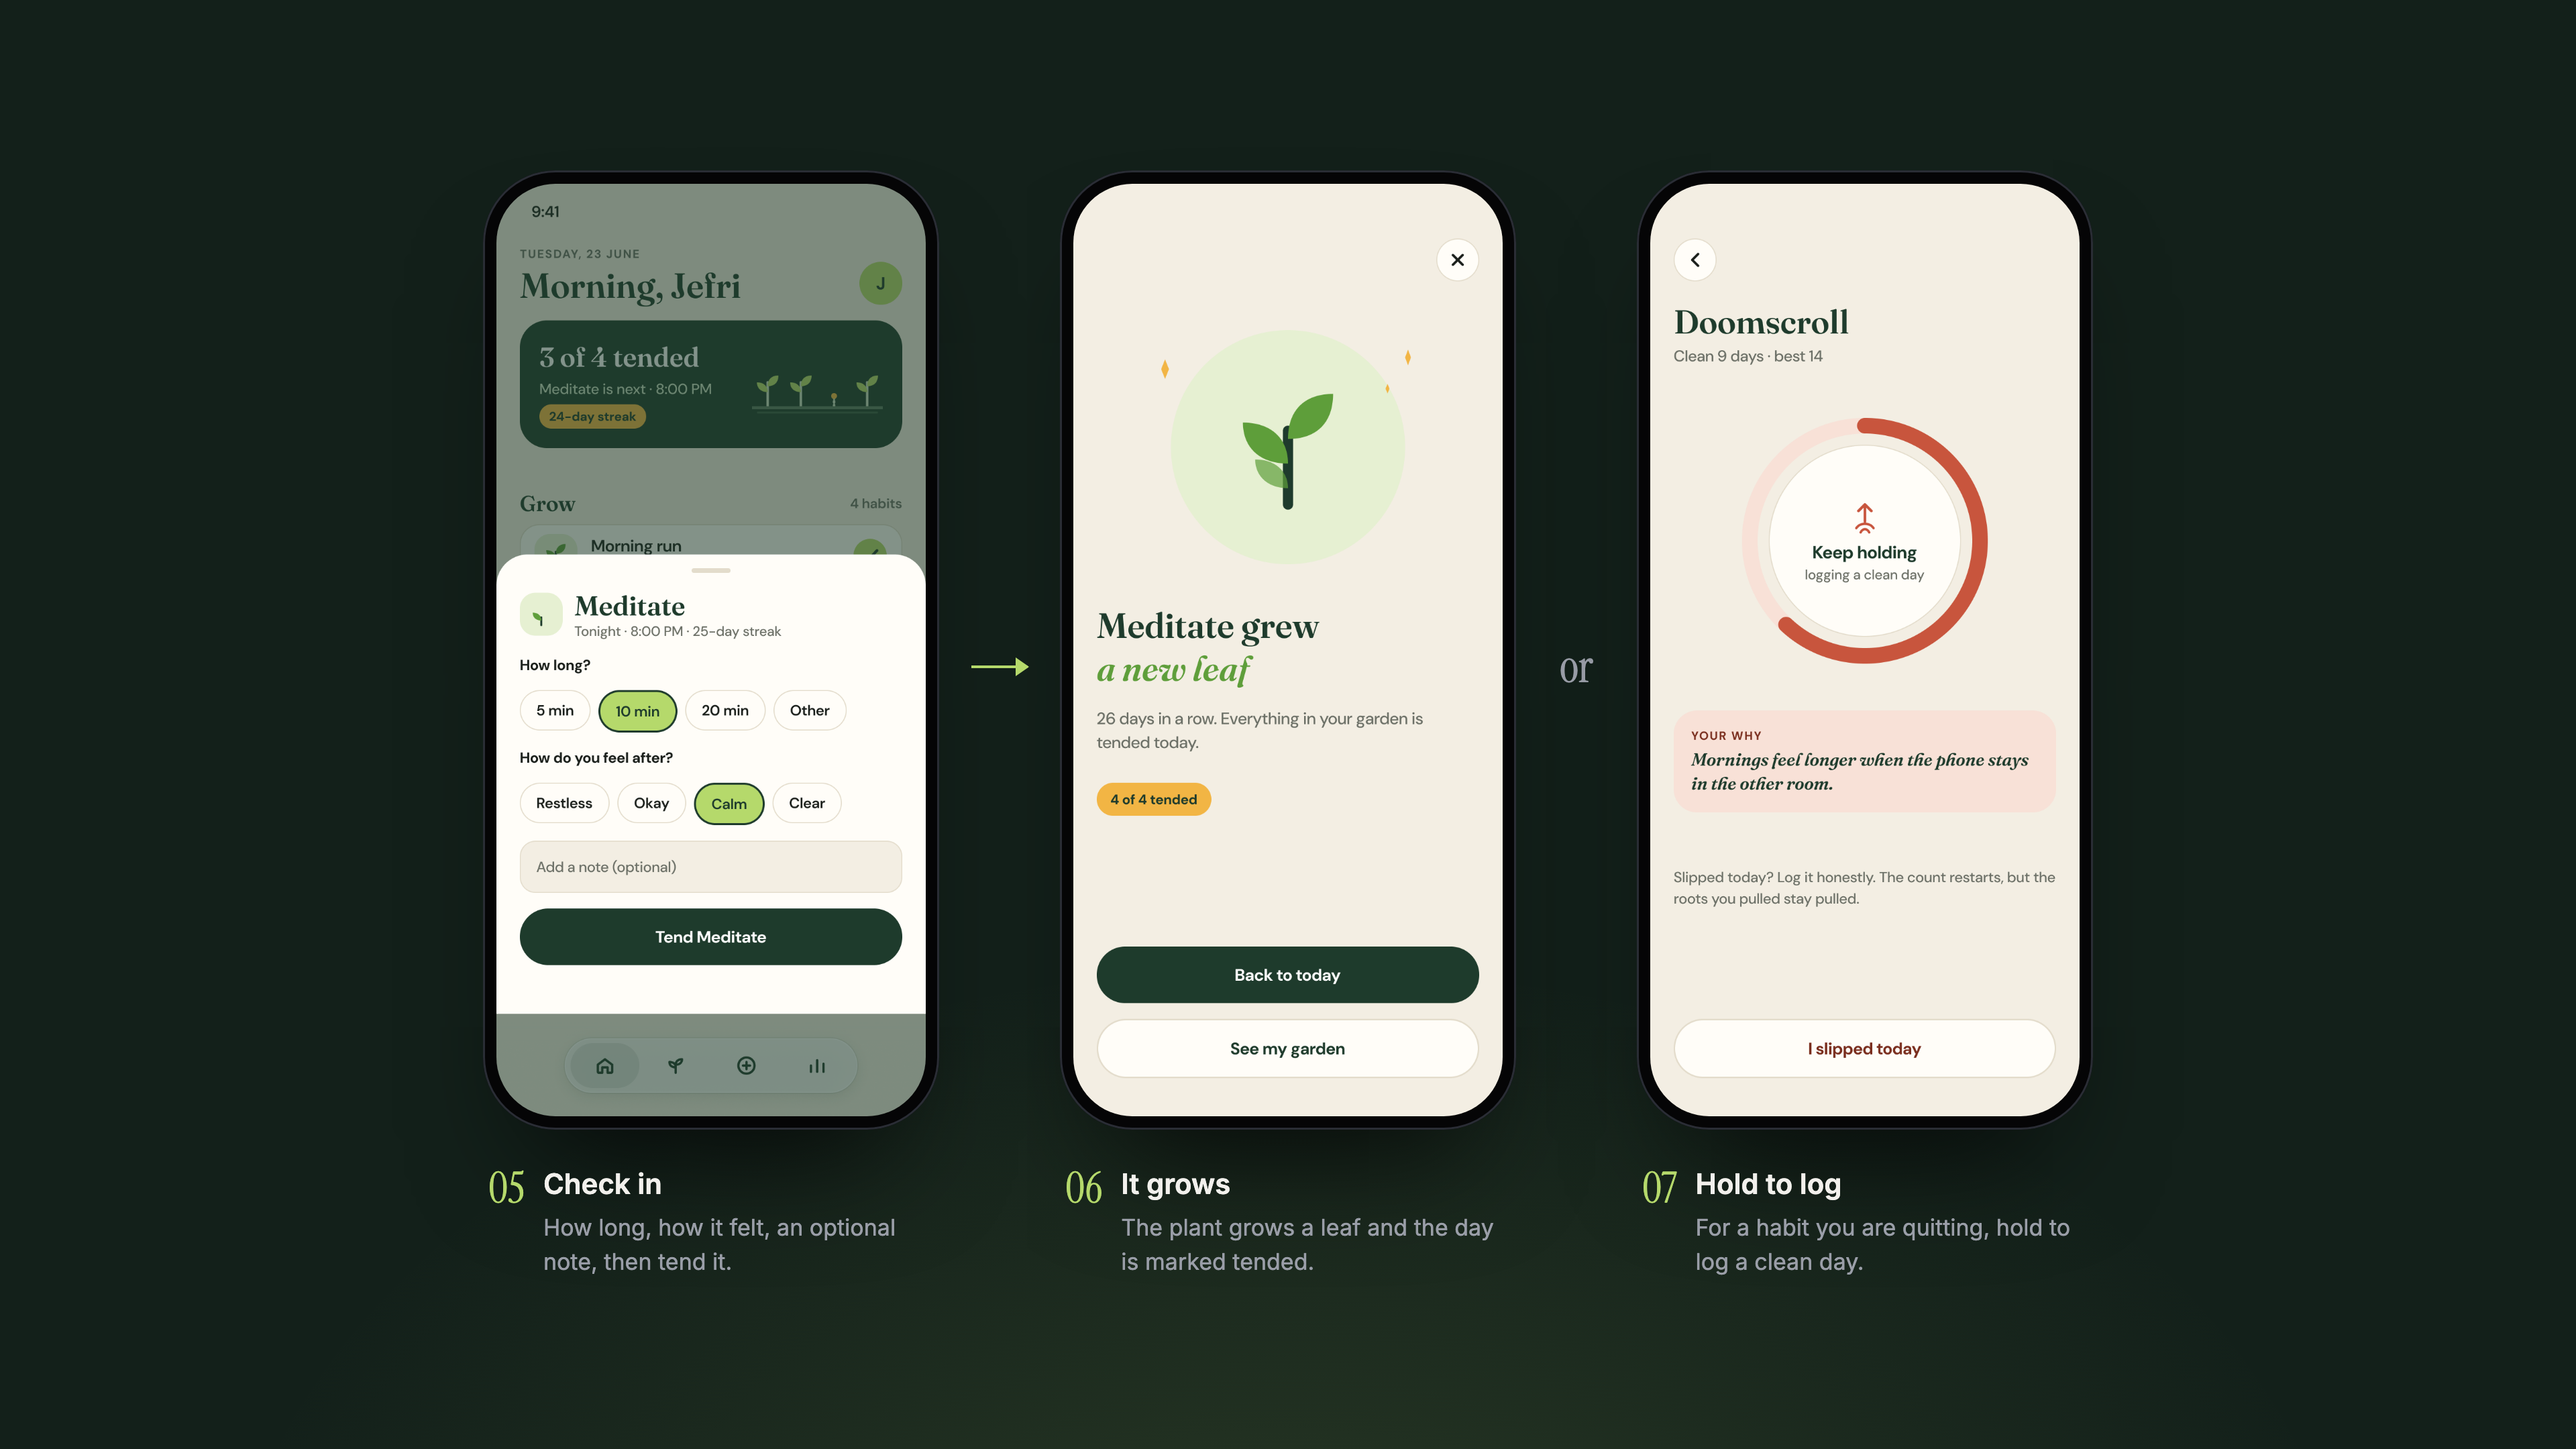 9:41
TUESDAY, 23 JUNE
Morning, Jefri
J
3 of 4 tended
Meditate is next · 8:00 PM
24-day streak
Grow
4 habits
Morning run
Meditate
Tonight · 8:00 PM · 25-day streak
How long?
5 min
10 min
20 min
Other
How do you feel after?
Restless
Okay
Calm
Clear
Add a note (optional)
Tend Meditate
05
Check in
How long, how it felt, an optional
note, then tend it.
Meditate grew
a new leaf
26 days in a row. Everything in your garden is
tended today.
4 of 4 tended
Back to today
See my garden
06
It grows
The plant grows a leaf and the day
is marked tended.
or
Doomscroll
Clean 9 days · best 14
Keep holding
logging a clean day
YOUR WHY
Mornings feel longer when the phone stays
in the other room.
Slipped today? Log it honestly. The count restarts, but the
roots you pulled stay pulled.
I slipped today
07
Hold to log
For a habit you are quitting, hold to
log a clean day.